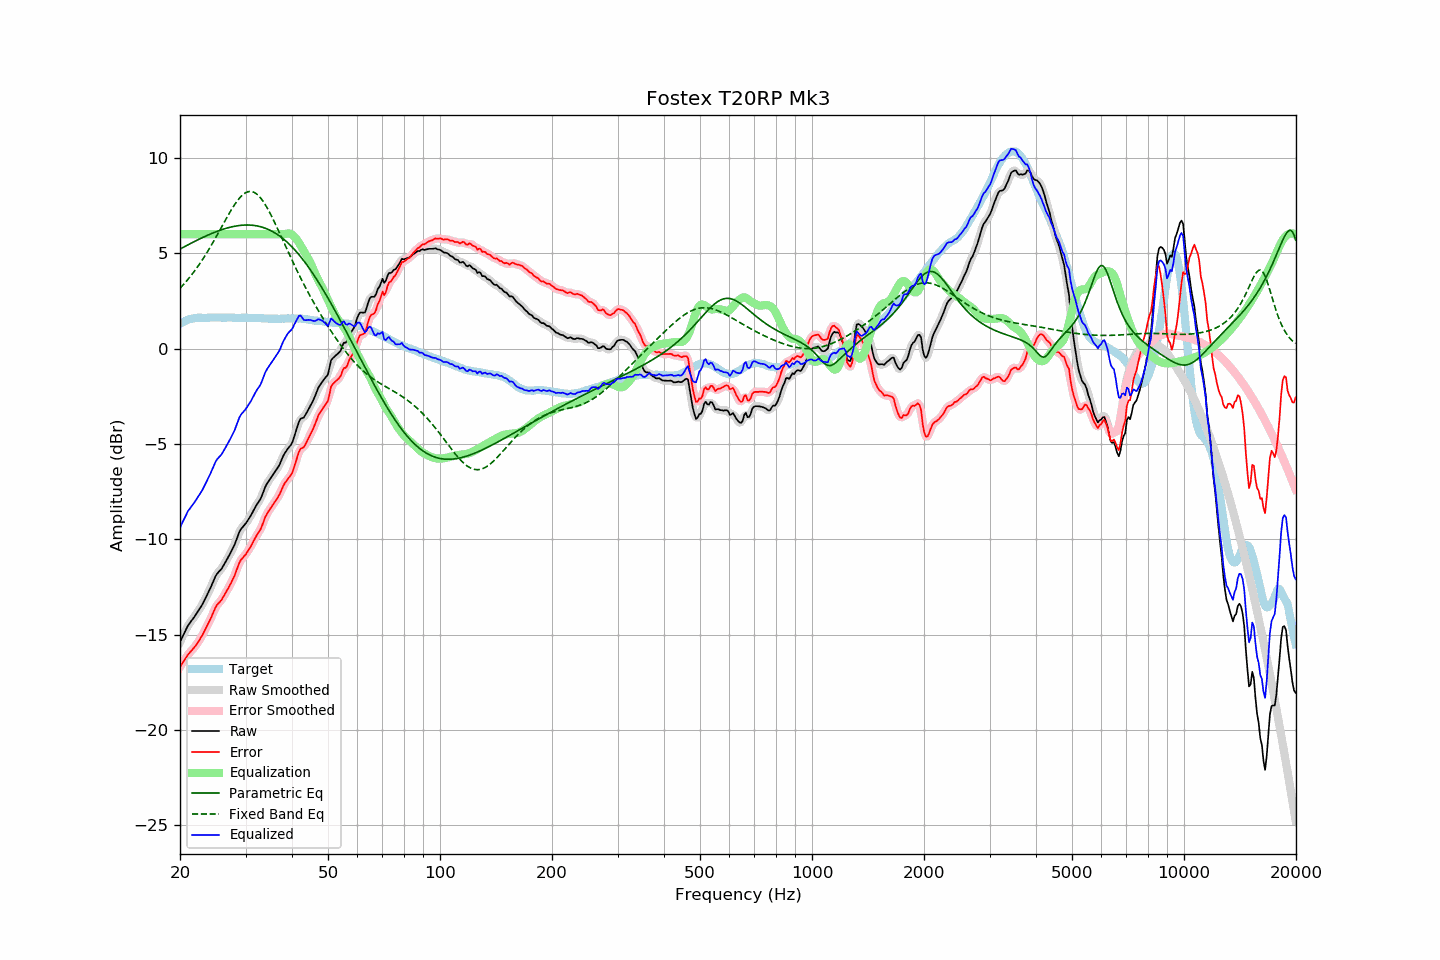 Fostex T20RP Mk3
Amplitude (dBr)
10
5
0
−5
−10
−15
−20
−25
Target
Raw Smoothed
Error Smoothed
Raw
Error
Equalization
Parametric Eq
Fixed Band Eq
Equalized
20 50 100 200 500 1000 2000 5000 10000 20000
Frequency (Hz)